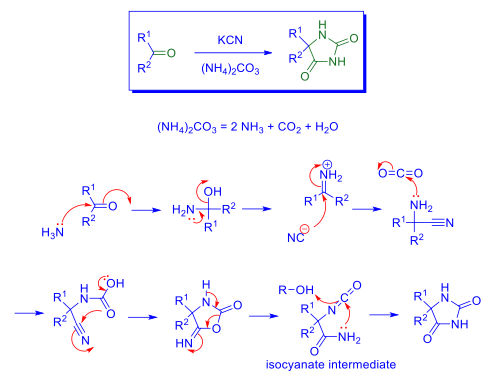 R1 R2 O KCN (NH4)2CO3 R1 R2 H N O NH O
(NH4)2CO3 = 2 NH3 + CO2 + H2O
R1 R2 O H3N H2N OH R2 R1 ⊕ NH2 R1 R2 NC ⊖ O=C=O NH2 R1 R2 N
R1 R2 H N OH O N R1 R2 H N O O HN R-OH R1 R2 N C O O NH2 R1 R2 H N O NH O
isocyanate intermediate